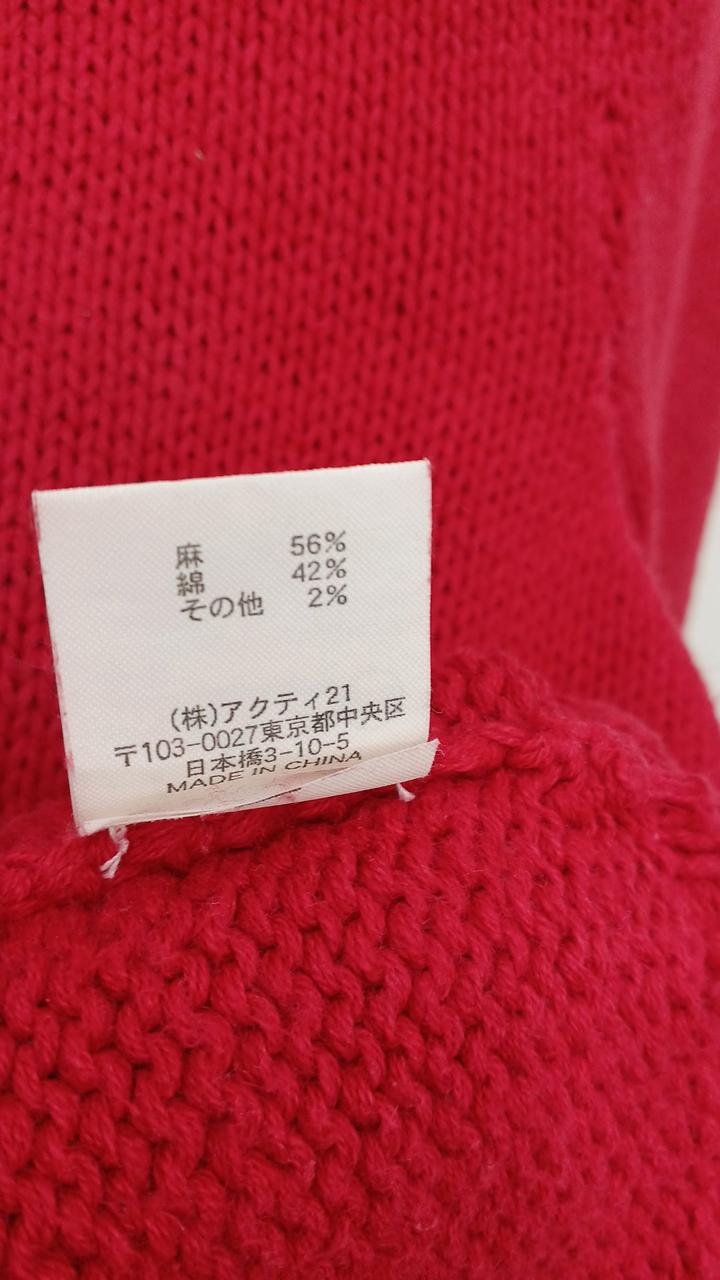 麻 56%
綿 42%
その他 2%
(株)アクティ21
〒103-0027東京都中央区
日本橋3-10-5
MADE IN CHINA